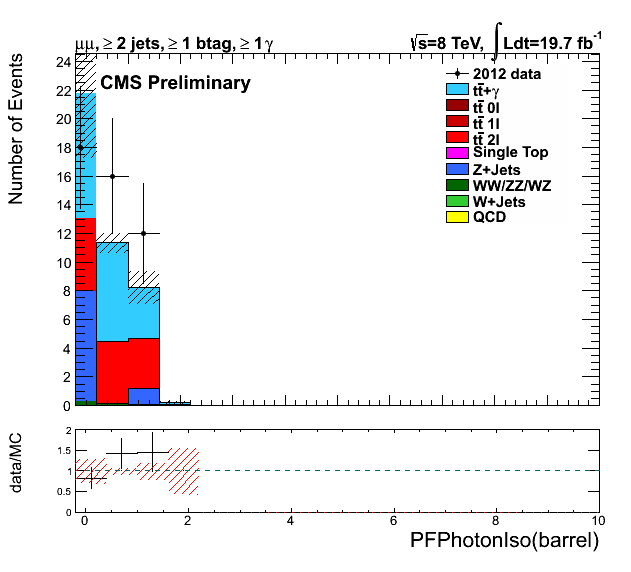 μμ, ≥ 2 jets, ≥ 1 btag, ≥ 1 γ
√s=8 TeV, ∫Ldt=19.7 fb⁻¹
CMS Preliminary
Number of Events
24
22
20
18
16
14
12
10
8
6
4
2
0
2012 data
tt̄+γ
tt̄ 0l
tt̄ 1l
tt̄ 2l
Single Top
Z+Jets
WW/ZZ/WZ
W+Jets
QCD
data/MC
2
1.5
1
0.5
0
0 2 4 6 8 10
PFPhotonIso(barrel)